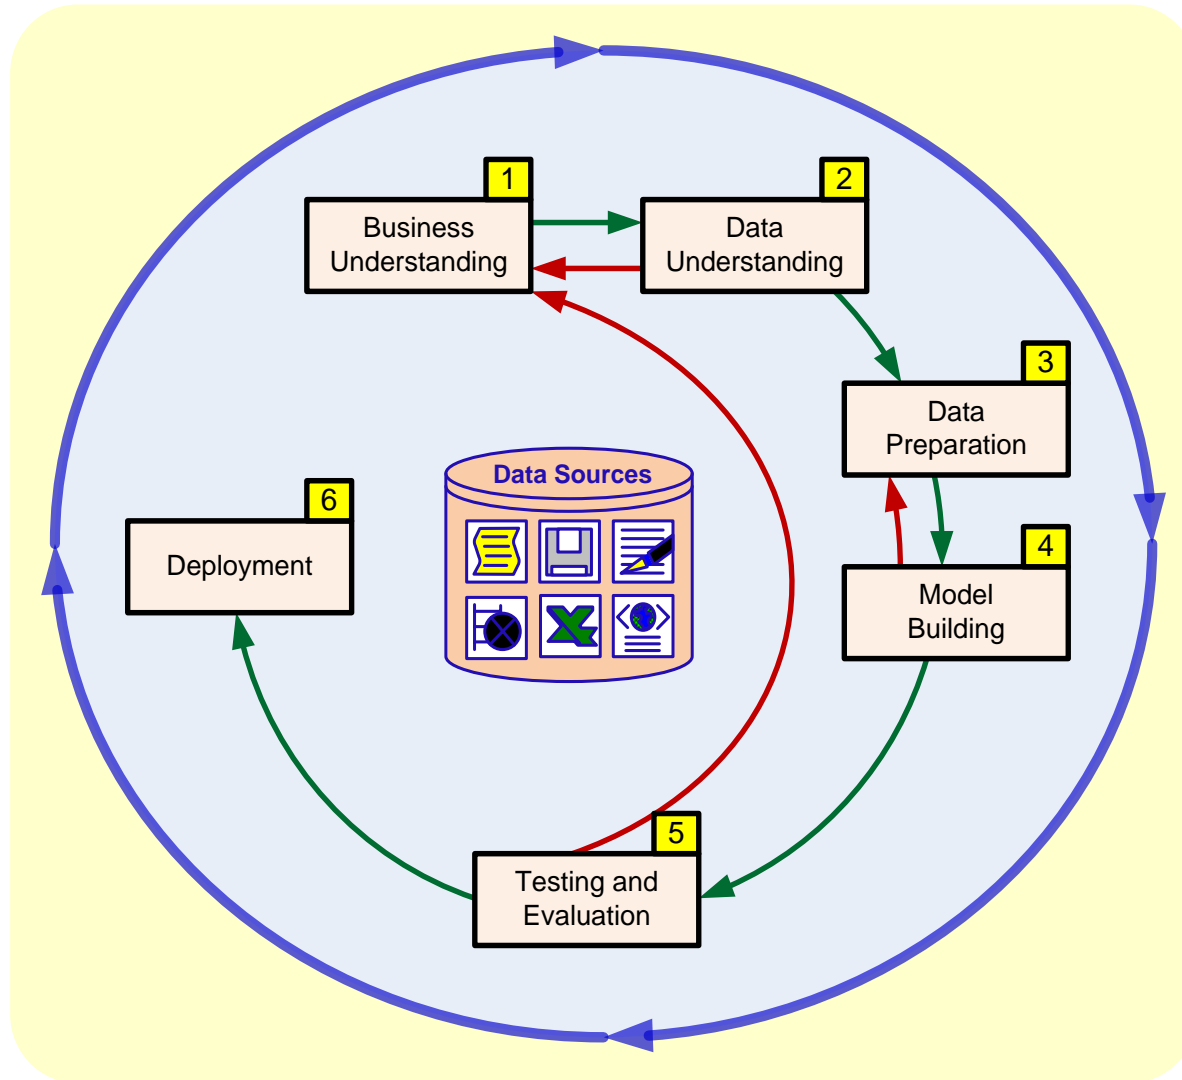 1
Business
Understanding
2
Data
Understanding
3
Data
Preparation
Data Sources
6
Deployment
4
Model
Building
5
Testing and
Evaluation